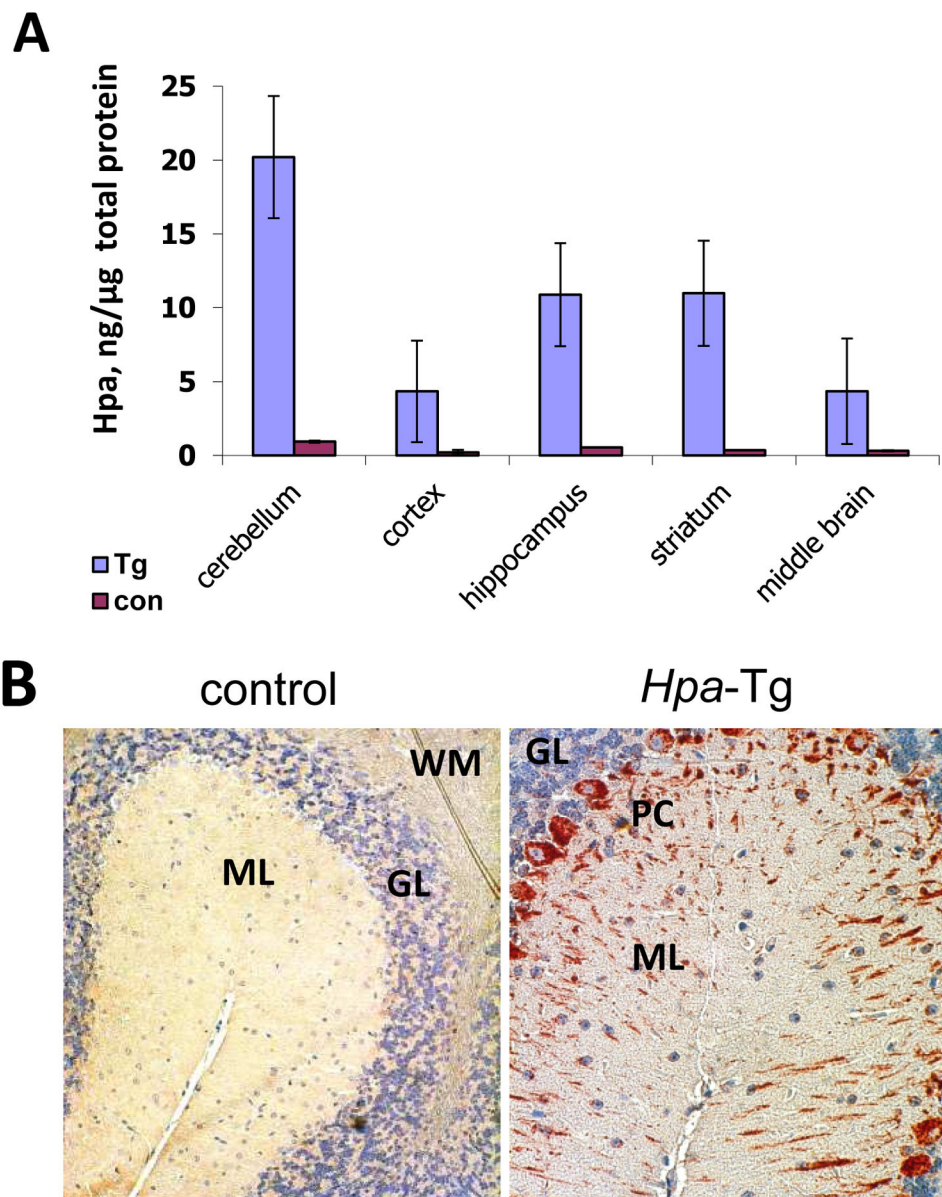 A
Hpa, ng/µg total protein
25
20
15
10
5
0
cerebellum
cortex
hippocampus
striatum
middle brain
Tg
con
B
control
Hpa-Tg
WM
ML
GL
GL
PC
ML